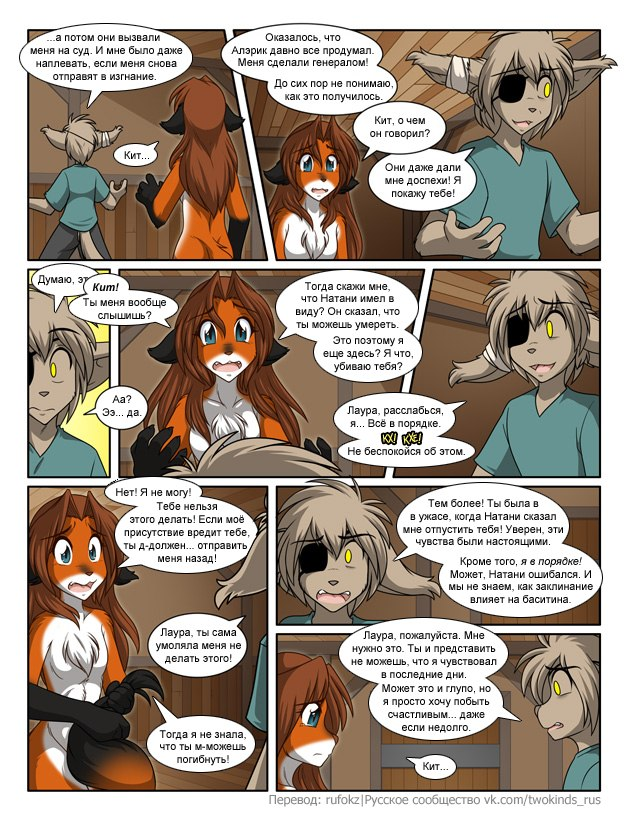 ...а потом они вызвали
меня на суд. И мне было даже
наплевать, если меня снова
отправят в изгнание.
Кит...
Оказалось, что
Алэрик давно все продумал.
Меня сделали генералом!
До сих пор не понимаю,
как это получилось.
Кит, о чем
он говорил?
Они даже дали
мне доспехи! Я
покажу тебе!
Думаю, эт
Кит!
Ты меня вообще
слышишь?
Аа?
Ээ... да.
Тогда скажи мне,
что Натани имел в
виду? Он сказал, что
ты можешь умереть.
Это поэтому я
еще здесь? Я что,
убиваю тебя?
Лаура, расслабься,
я... Всё в порядке.
КХ! КХЕ!
Не беспокойся об этом.
Нет! Я не могу!
Тебе нельзя
этого делать! Если моё
присутствие вредит тебе,
ты д-должен... отправить
меня назад!
Лаура, ты сама
умоляла меня не
делать этого!
Тогда я не знала,
что ты м-можешь
погибнуть!
Тем более! Ты была в
в ужасе, когда Натани сказал
мне отпустить тебя! Уверен, эти
чувства были настоящими.
Кроме того, я в порядке!
Может, Натани ошибался. И
мы не знаем, как заклинание
влияет на баситина.
Лаура, пожалуйста. Мне
нужно это. Ты и представить
не можешь, что я чувствовал
в последние дни.
Может это и глупо, но
я просто хочу побыть
счастливым... даже
если недолго.
Кит...
Перевод: rufokz|Русское сообщество vk.com/twokinds_rus